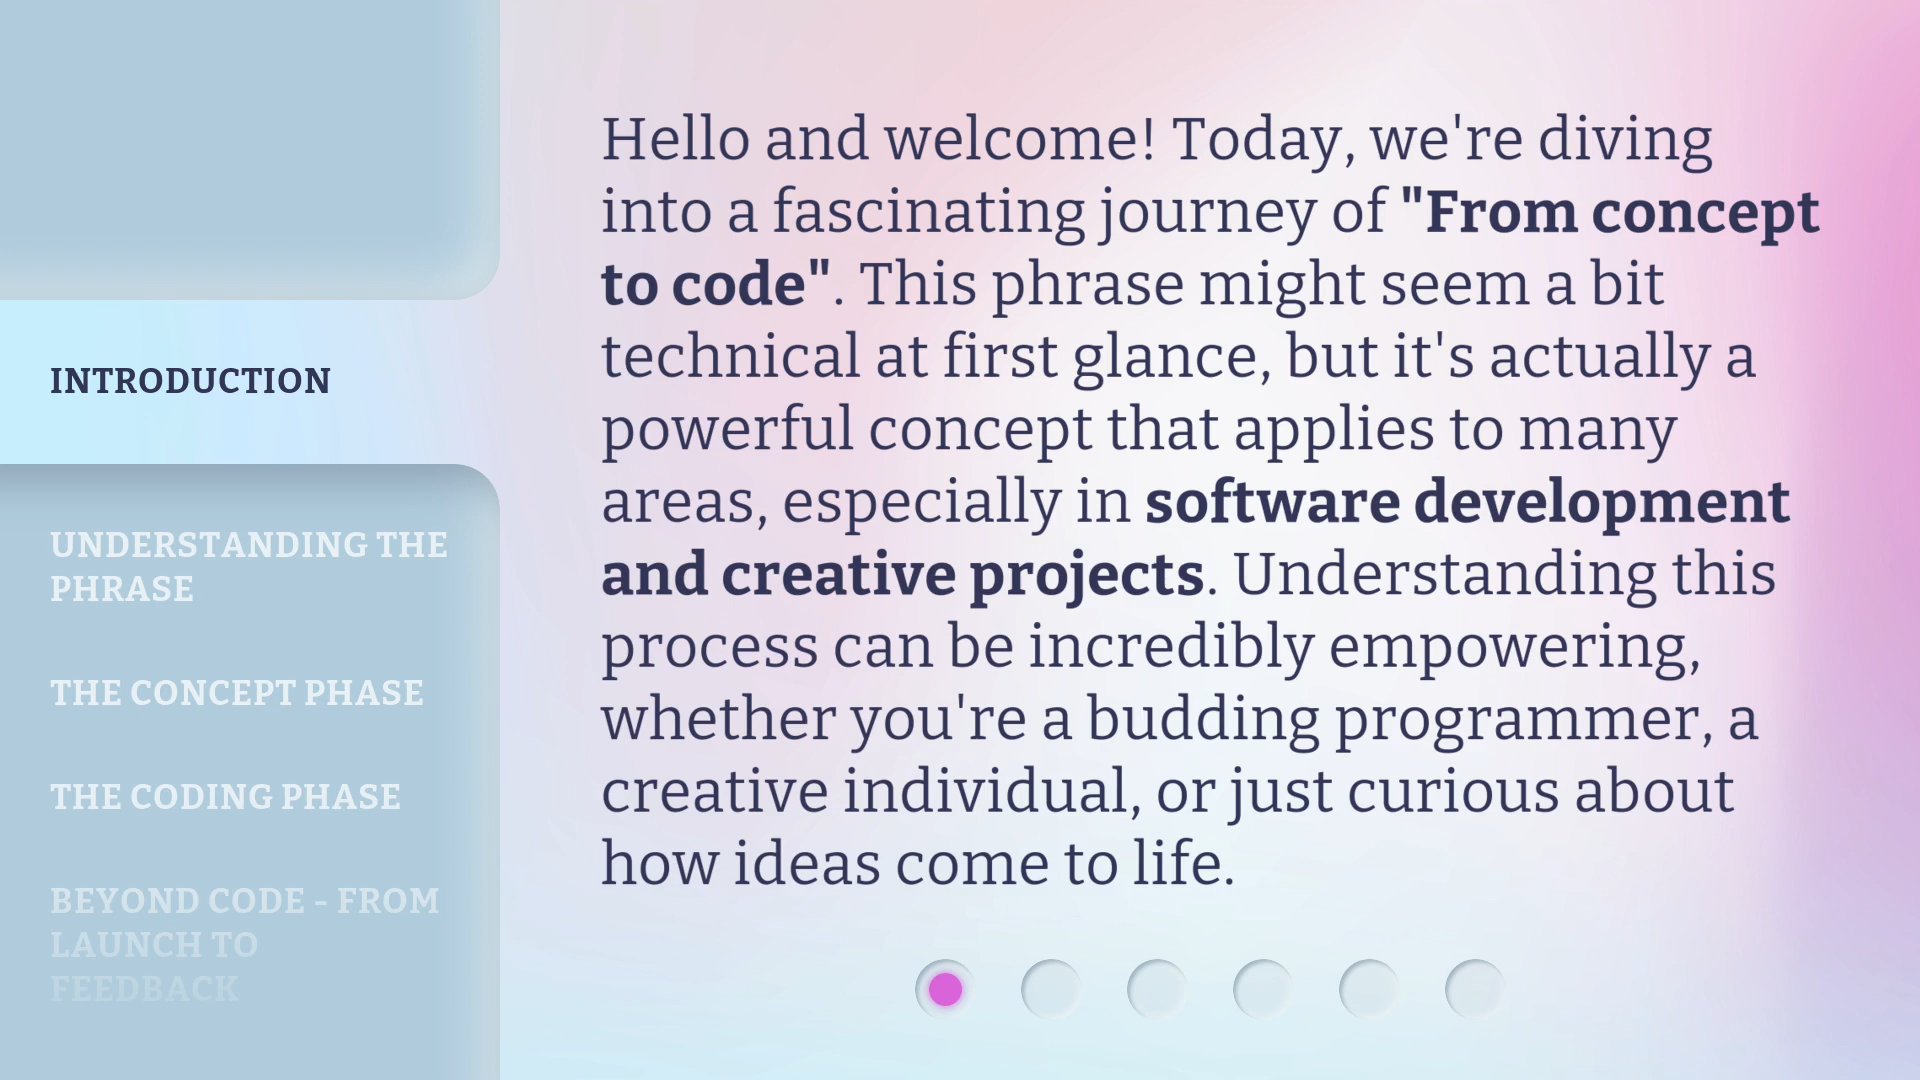 INTRODUCTION
UNDERSTANDING THE
PHRASE
THE CONCEPT PHASE
THE CODING PHASE
BEYOND CODE - FROM
LAUNCH TO
FEEDBACK
Hello and welcome! Today, we're diving
into a fascinating journey of "From concept
to code". This phrase might seem a bit
technical at first glance, but it's actually a
powerful concept that applies to many
areas, especially in software development
and creative projects. Understanding this
process can be incredibly empowering,
whether you're a budding programmer, a
creative individual, or just curious about
how ideas come to life.